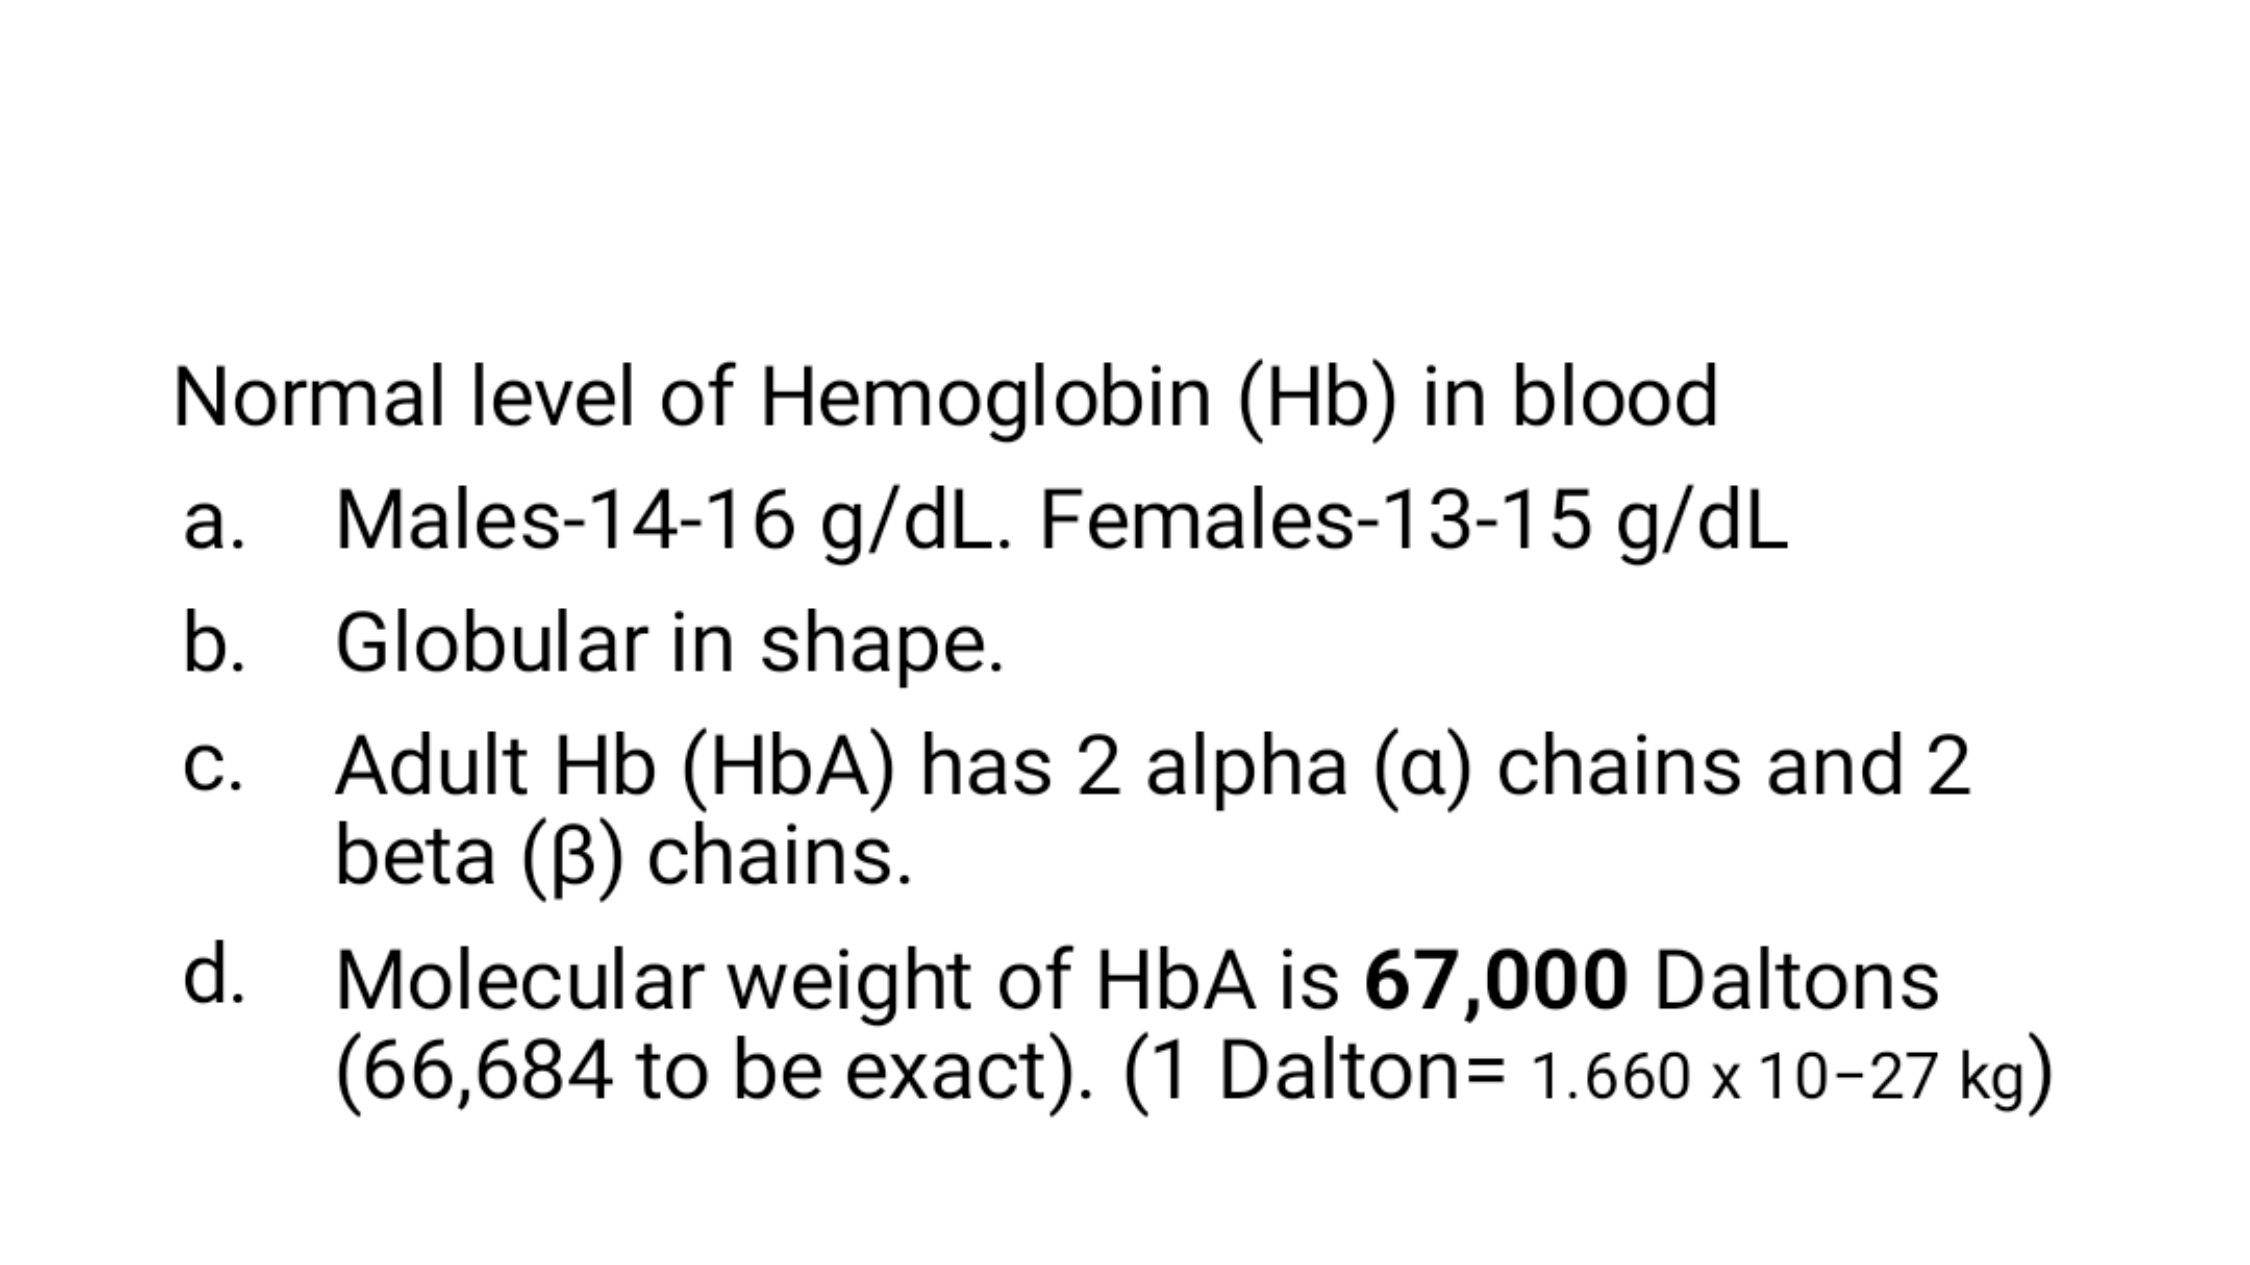 Normal level of Hemoglobin (Hb) in blood
a. Males-14-16 g/dL. Females-13-15 g/dL
b. Globular in shape.
c. Adult Hb (HbA) has 2 alpha (α) chains and 2
beta (β) chains.
d. Molecular weight of HbA is 67,000 Daltons
(66,684 to be exact). (1 Dalton= 1.660 x 10−27 kg)